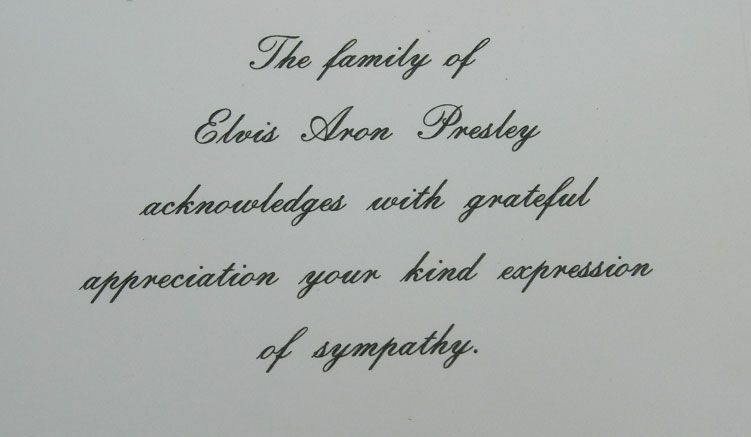 The family of
Elvis Aron Presley
acknowledges with grateful
appreciation your kind expression
of sympathy.